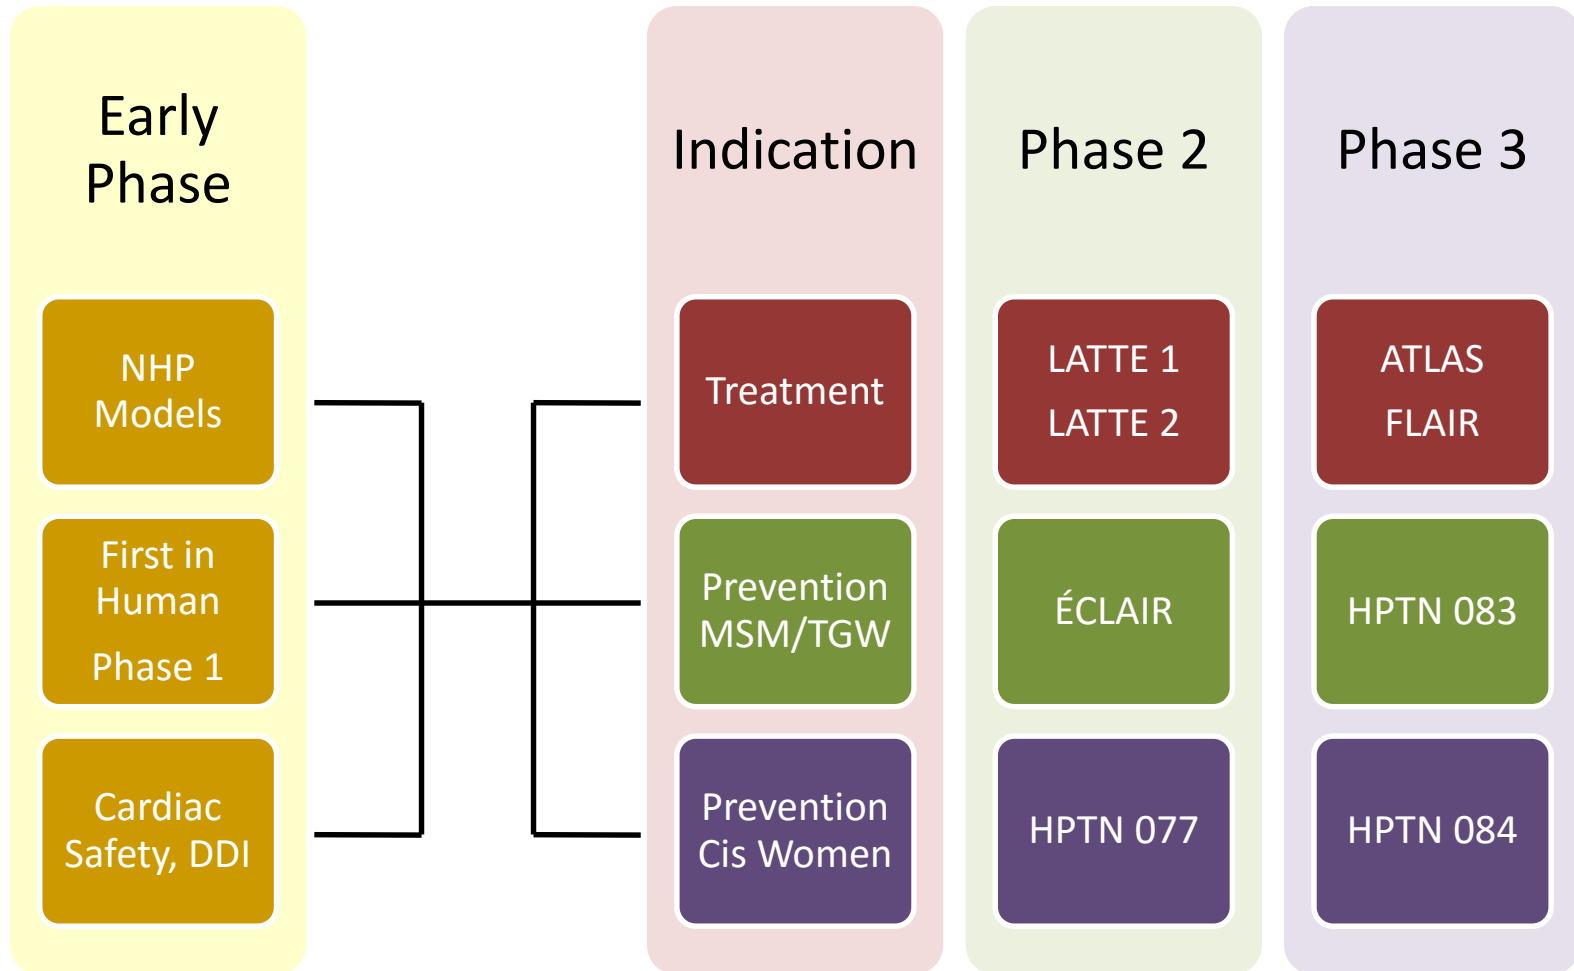 Early
Phase
NHP
Models
First in
Human
Phase 1
Cardiac
Safety, DDI
Indication
Treatment
Prevention
MSM/TGW
Prevention
Cis Women
Phase 2
LATTE 1
LATTE 2
ÉCLAIR
HPTN 077
Phase 3
ATLAS
FLAIR
HPTN 083
HPTN 084